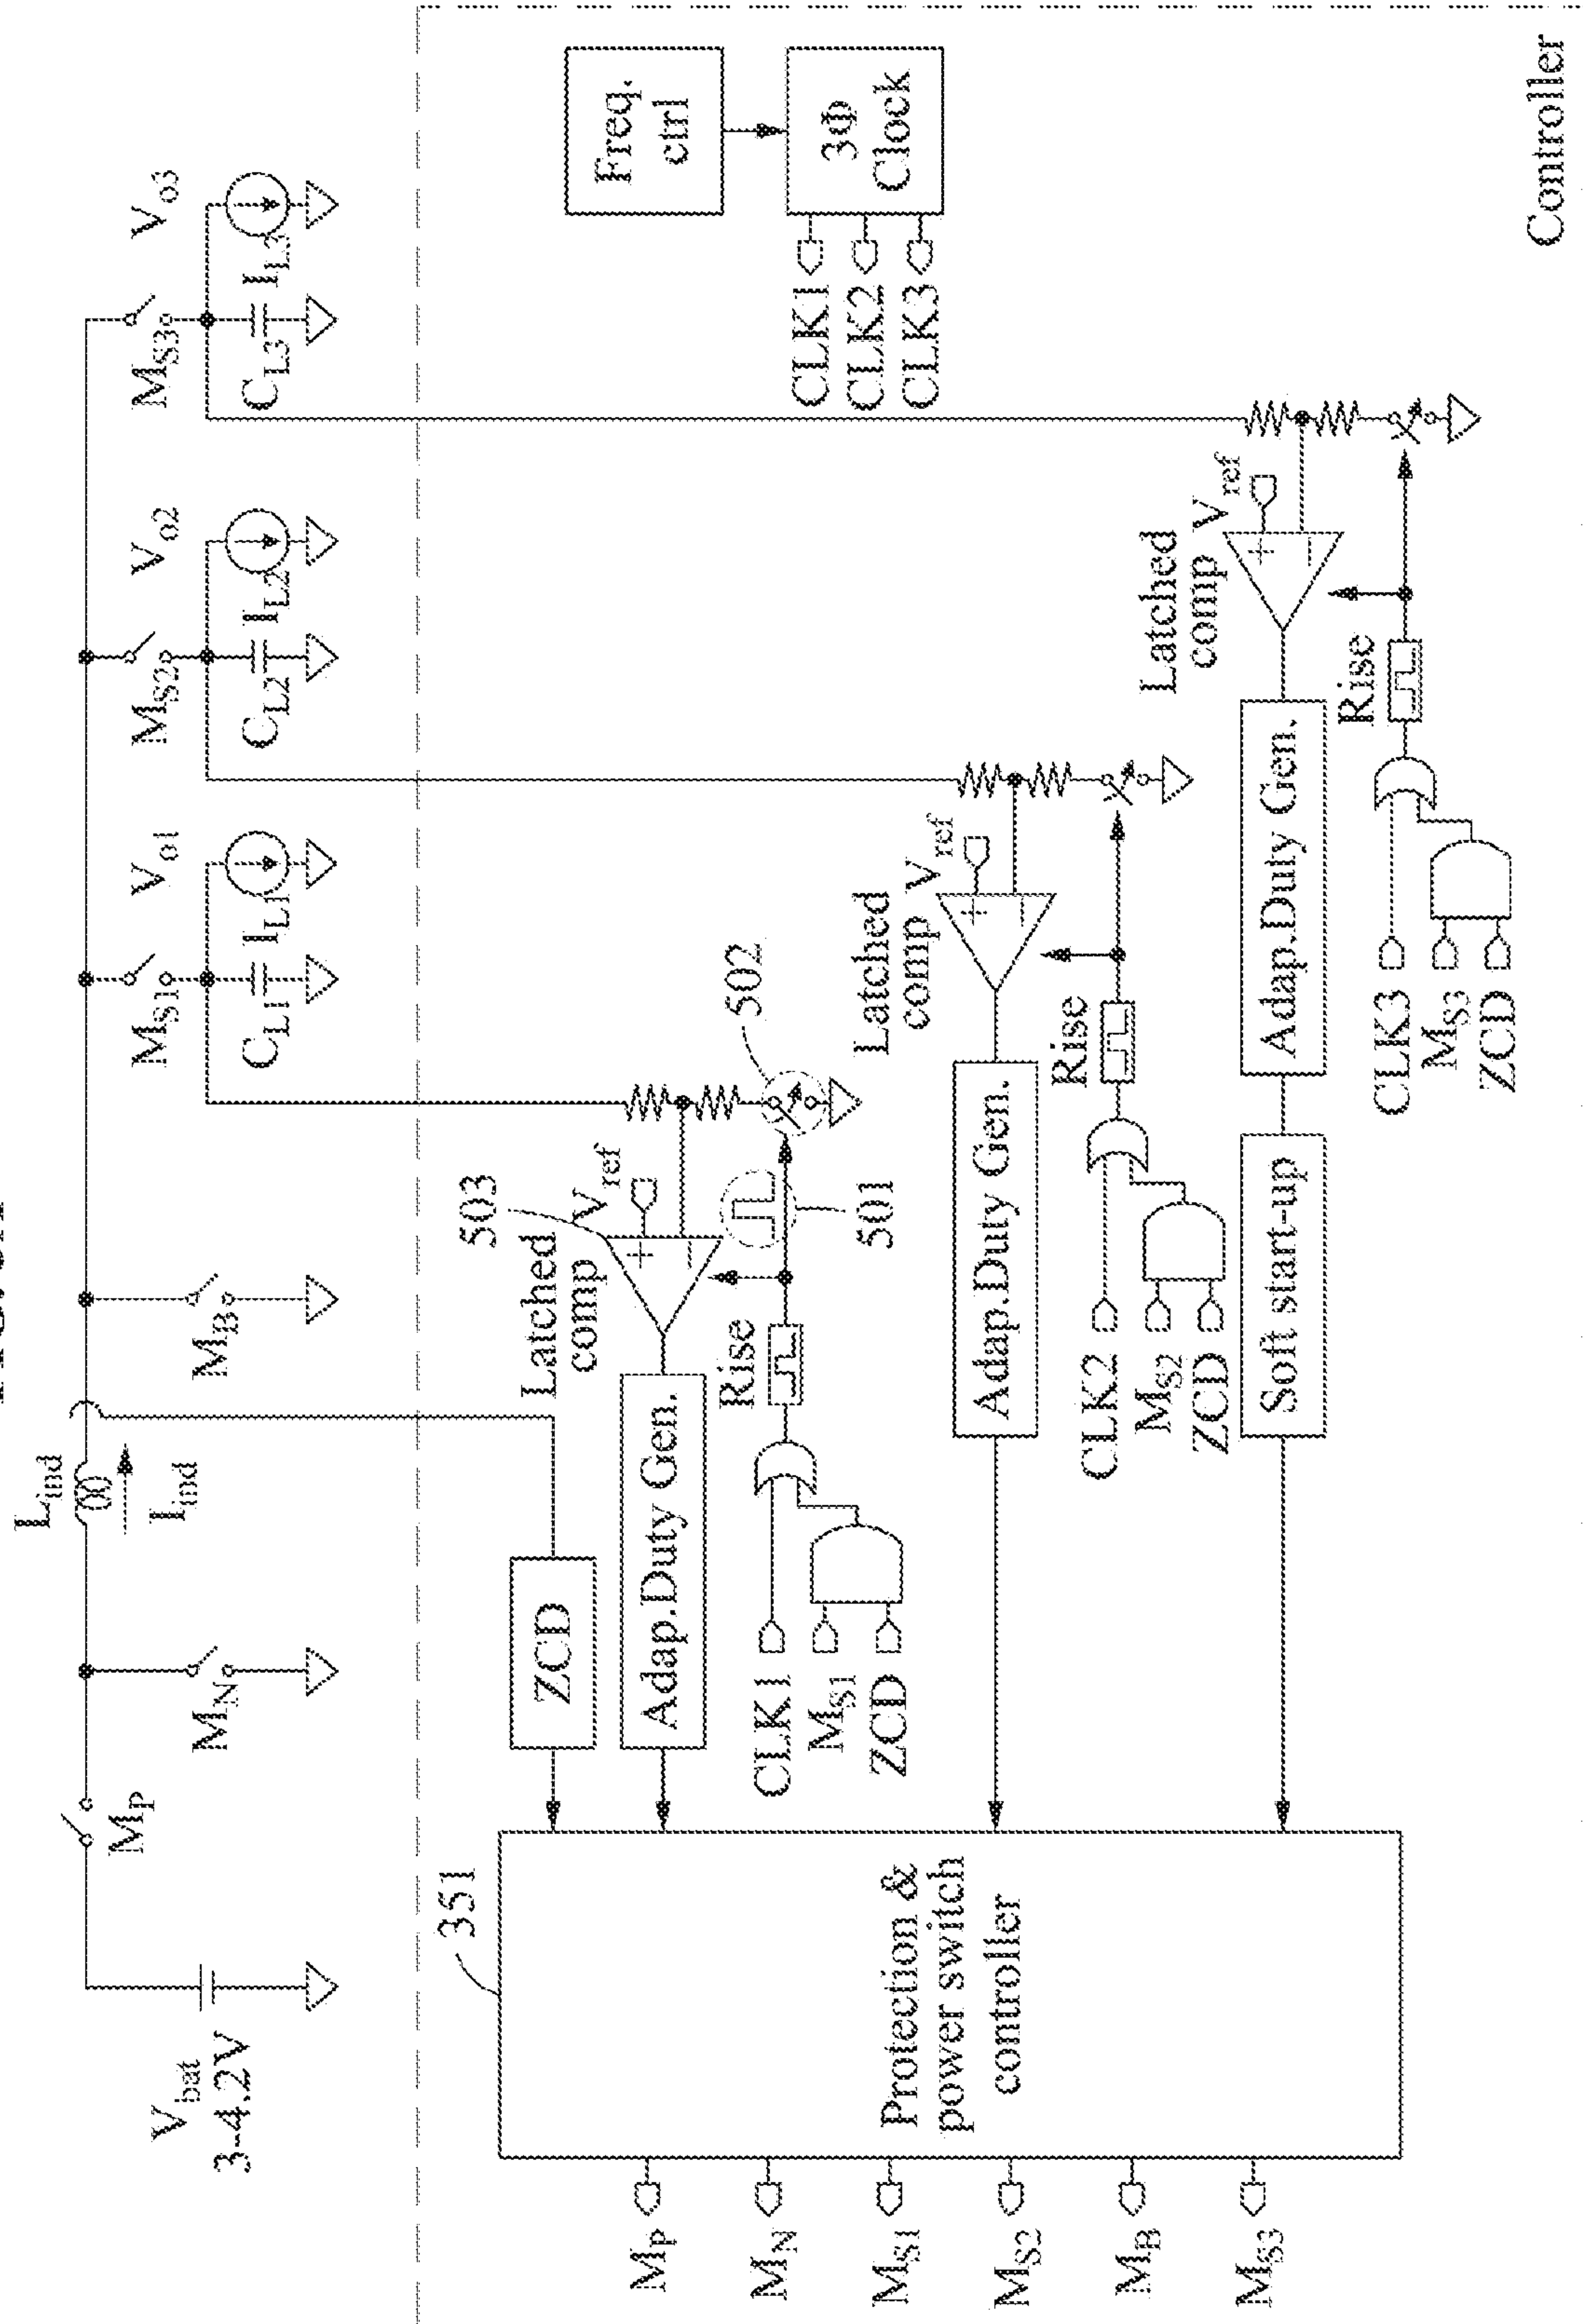 L_ind
I_ind
V_bat
3-4.2V
M_P
M_N
M_B
M_S1
V_o1
C_L1
I_L1
M_S2
V_o2
C_L2
I_L2
M_S3
V_o3
C_L3
I_L3
351
Protection &
power switch
controller
M_P
M_N
M_S1
M_S2
M_B
M_S3
ZCD
503
Latched
comp
V_ref
Adap.Duty Gen.
Rise
502
501
CLK1
M_S1
ZCD
Latched
comp
V_ref
Adap.Duty Gen.
Rise
CLK2
M_S2
ZCD
Latched
comp
V_ref
Adap.Duty Gen.
Soft start-up
Rise
CLK3
M_S3
ZCD
Freq.
ctrl
3Φ
Clock
CLK1
CLK2
CLK3
Controller